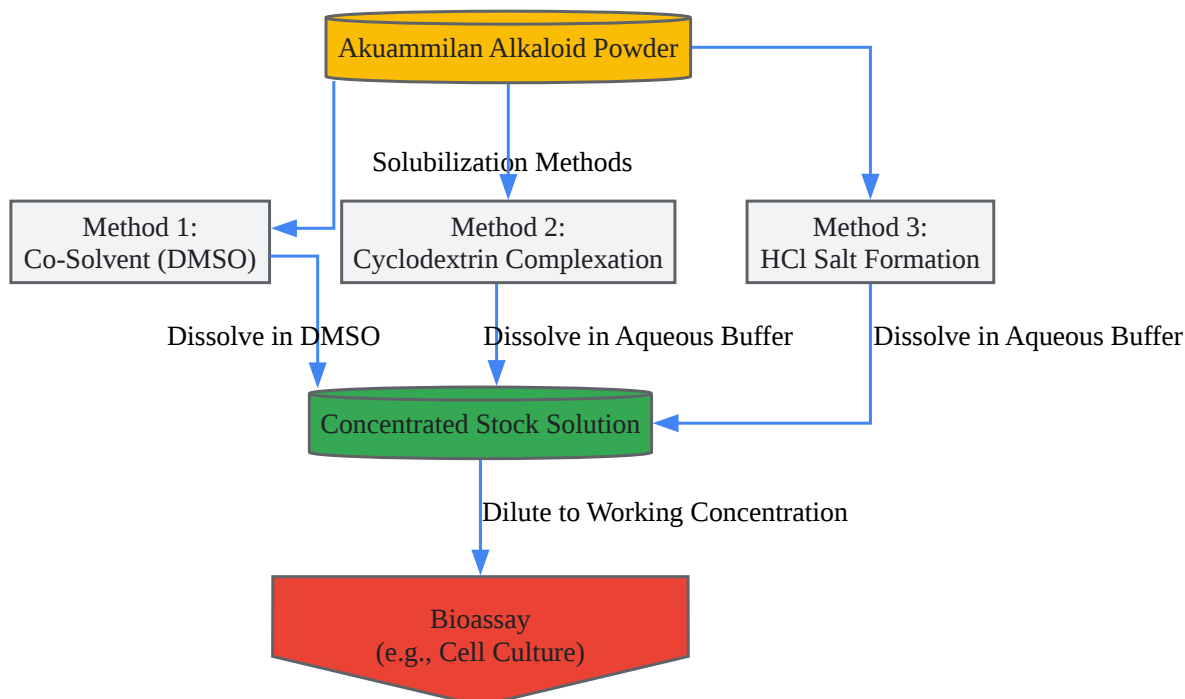 Akuammilan Alkaloid Powder
Solubilization Methods
Method 1:
Co-Solvent (DMSO)
Method 2:
Cyclodextrin Complexation
Method 3:
HCl Salt Formation
Dissolve in DMSO
Dissolve in Aqueous Buffer
Dissolve in Aqueous Buffer
Concentrated Stock Solution
Dilute to Working Concentration
Bioassay
(e.g., Cell Culture)